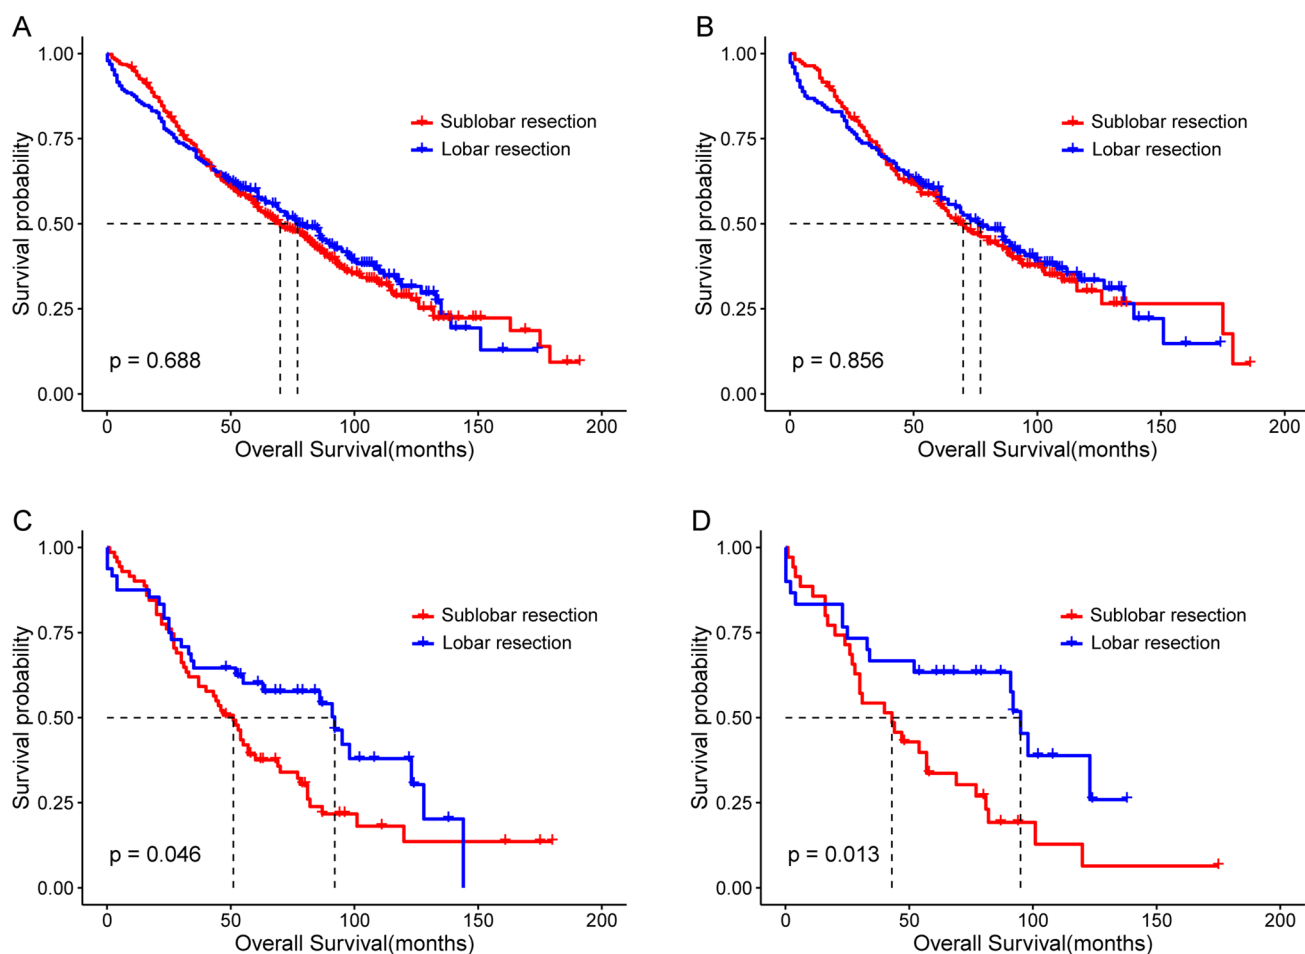 A
Survival probability
1.00
0.75
0.50
0.25
0.00
Sublobar resection
Lobar resection
p = 0.688
0 50 100 150 200
Overall Survival(months)
B
Survival probability
1.00
0.75
0.50
0.25
0.00
Sublobar resection
Lobar resection
p = 0.856
0 50 100 150 200
Overall Survival(months)
C
Survival probability
1.00
0.75
0.50
0.25
0.00
Sublobar resection
Lobar resection
p = 0.046
0 50 100 150 200
Overall Survival(months)
D
Survival probability
1.00
0.75
0.50
0.25
0.00
Sublobar resection
Lobar resection
p = 0.013
0 50 100 150 200
Overall Survival(months)